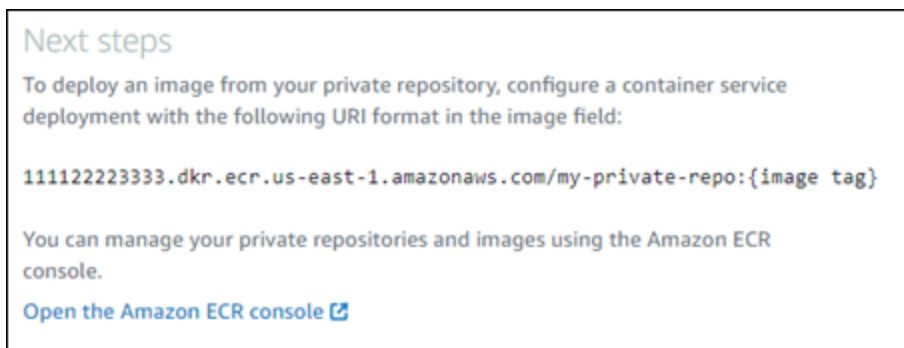 Next steps
To deploy an image from your private repository, configure a container service
deployment with the following URI format in the image field:
111122223333.dkr.ecr.us-east-1.amazonaws.com/my-private-repo:{image tag}
You can manage your private repositories and images using the Amazon ECR
console.
Open the Amazon ECR console